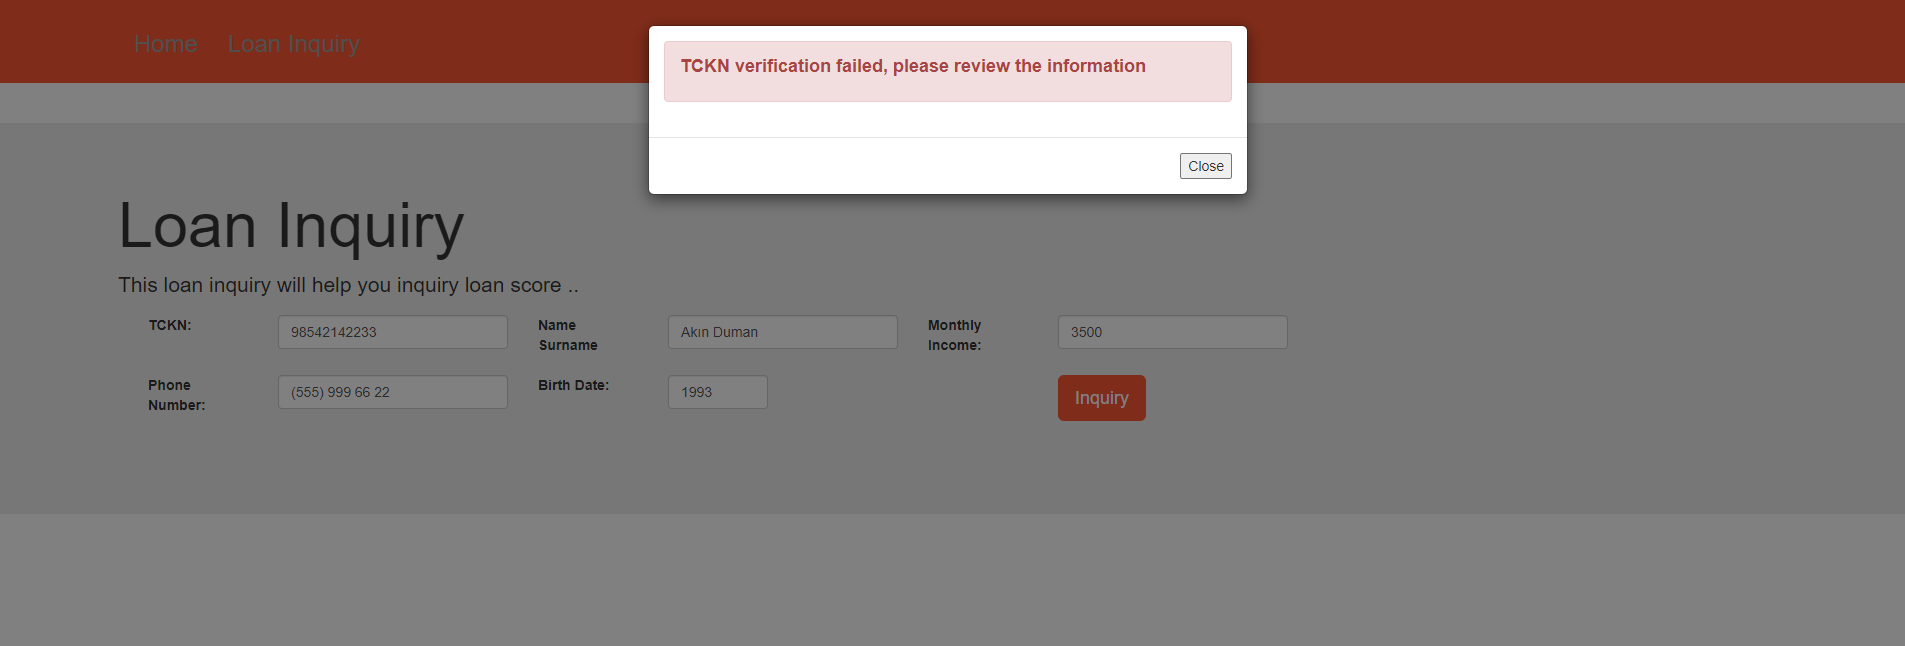 Home Loan Inquiry
TCKN verification failed, please review the information
Close
Loan Inquiry
This loan inquiry will help you inquiry loan score ..
TCKN: 98542142233
Name
Surname
Akın Duman
Monthly
Income:
3500
Phone
Number:
(555) 999 66 22
Birth Date: 1993
Inquiry